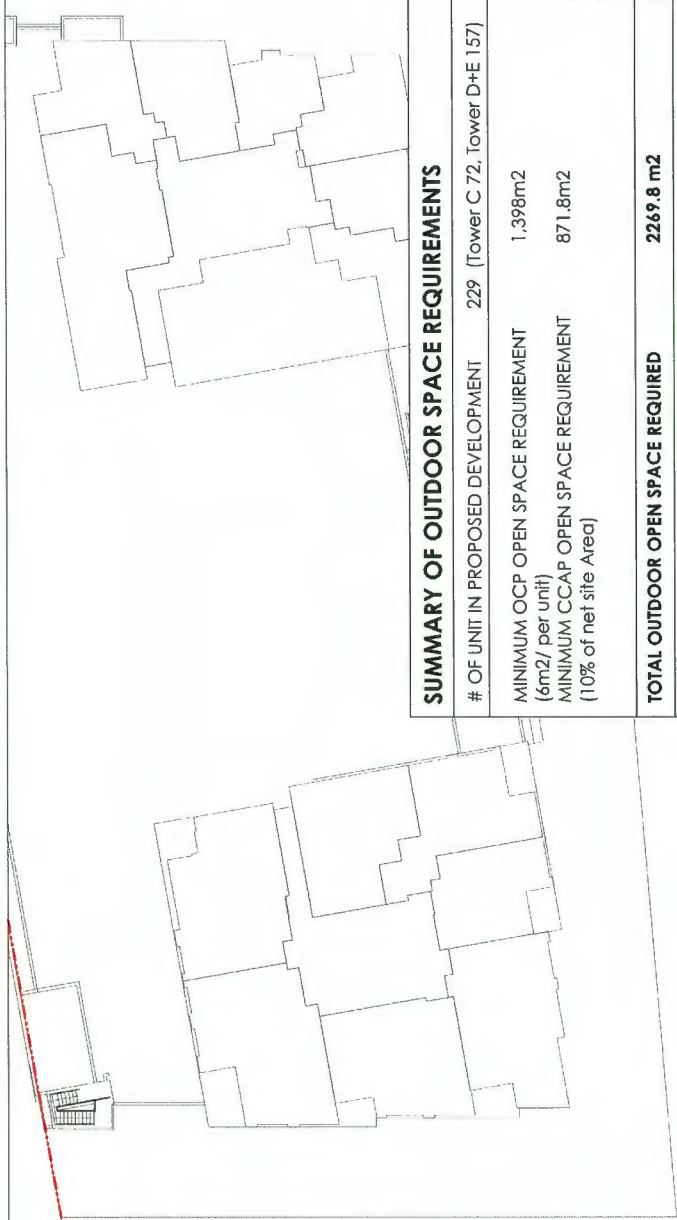 SUMMARY OF OUTDOOR SPACE REQUIREMENTS
# OF UNIT IN PROPOSED DEVELOPMENT 229 (Tower C 72, Tower D+E 157)
MINIMUM OCP OPEN SPACE REQUIREMENT 1,398m2
(6m2/ per unit)
MINIMUM CCAP OPEN SPACE REQUIREMENT 871.8m2
(10% of net site Area)
TOTAL OUTDOOR OPEN SPACE REQUIRED 2269.8 m2